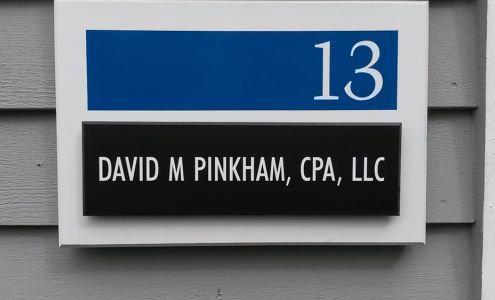 13
DAVID M PINKHAM, CPA, LLC